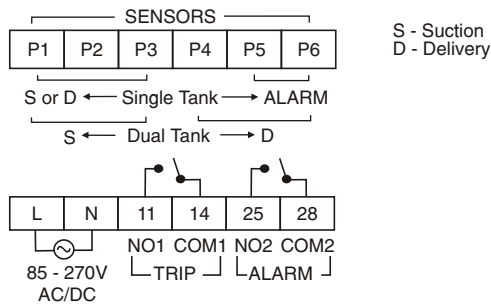 SENSORS
P1 P2 P3 P4 P5 P6
S - Suction
D - Delivery
S or D Single Tank ALARM
S Dual Tank D
L N 11 14 25 28
NO1 COM1 NO2 COM2
85 - 270V TRIP ALARM
AC/DC